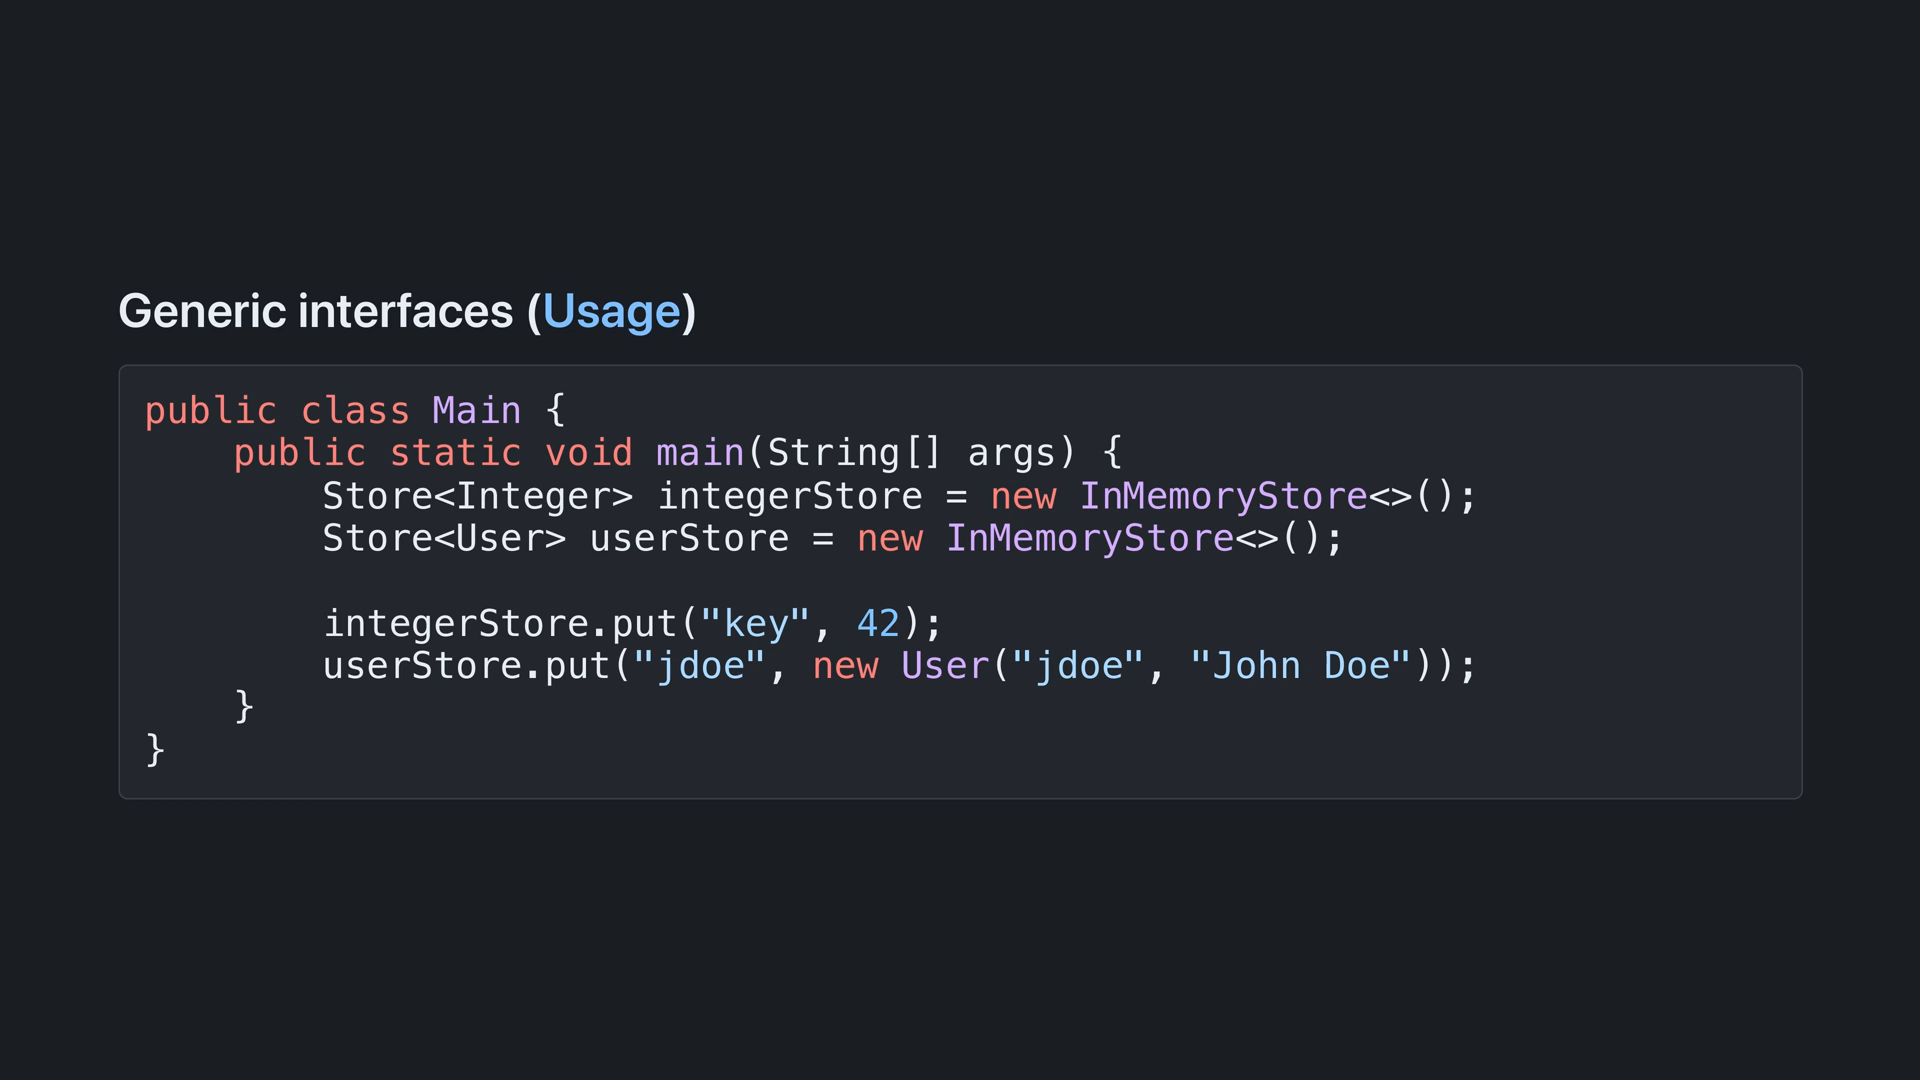 Generic interfaces (Usage)
public class Main {
    public static void main(String[] args) {
        Store<Integer> integerStore = new InMemoryStore<>();
        Store<User> userStore = new InMemoryStore<>();

        integerStore.put("key", 42);
        userStore.put("jdoe", new User("jdoe", "John Doe"));
    }
}